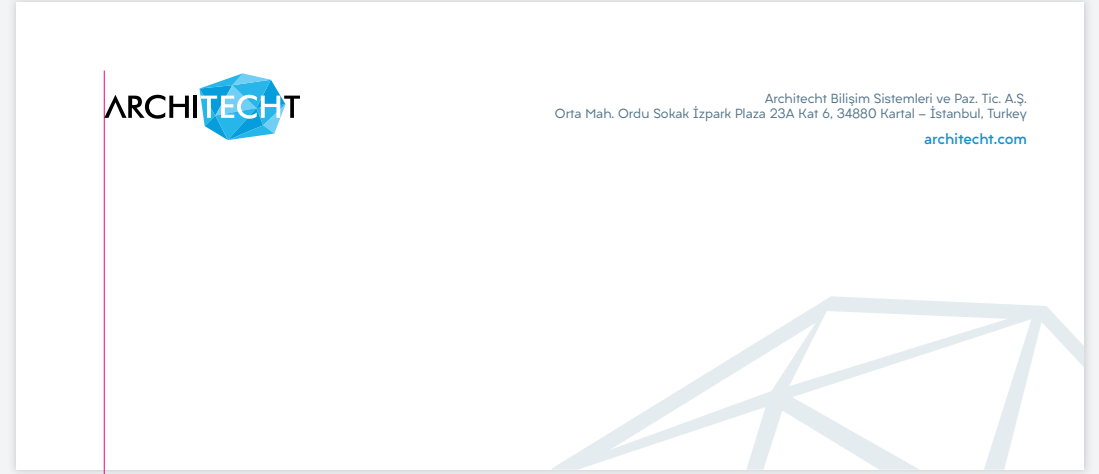 ARCHITECHT
Architecht Bilişim Sistemleri ve Paz. Tic. A.Ş.
Orta Mah. Ordu Sokak İzpark Plaza 23A Kat 6, 34880 Kartal – İstanbul, Turkey
architecht.com